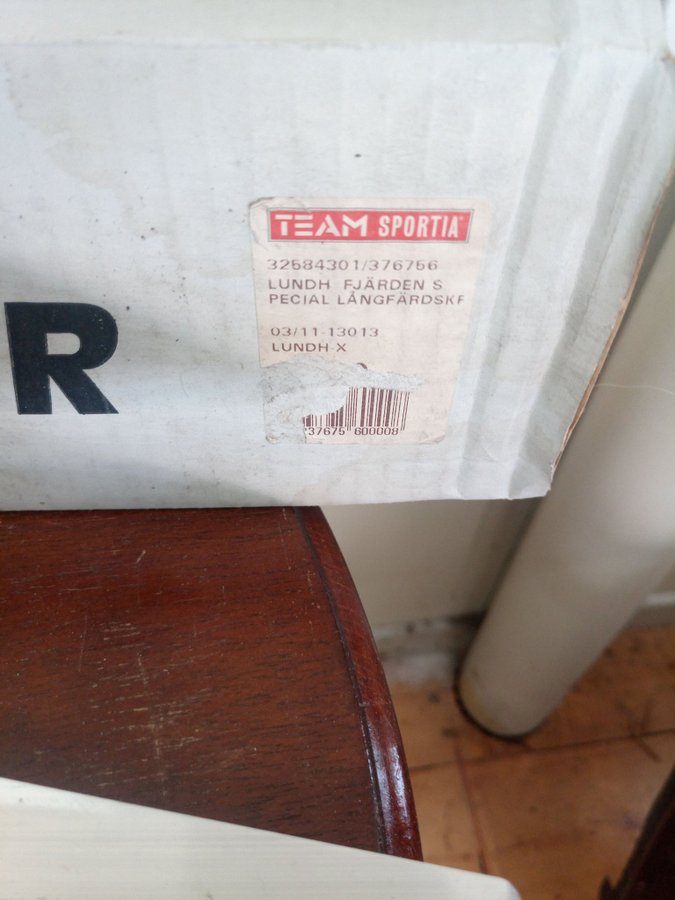 TEAM SPORTIA
32584301/376756
LUNDH FJÄRDEN S
PECIAL LÅNGFÄRDSKF
03/11-13013
LUNDH-X
37675 600008
R